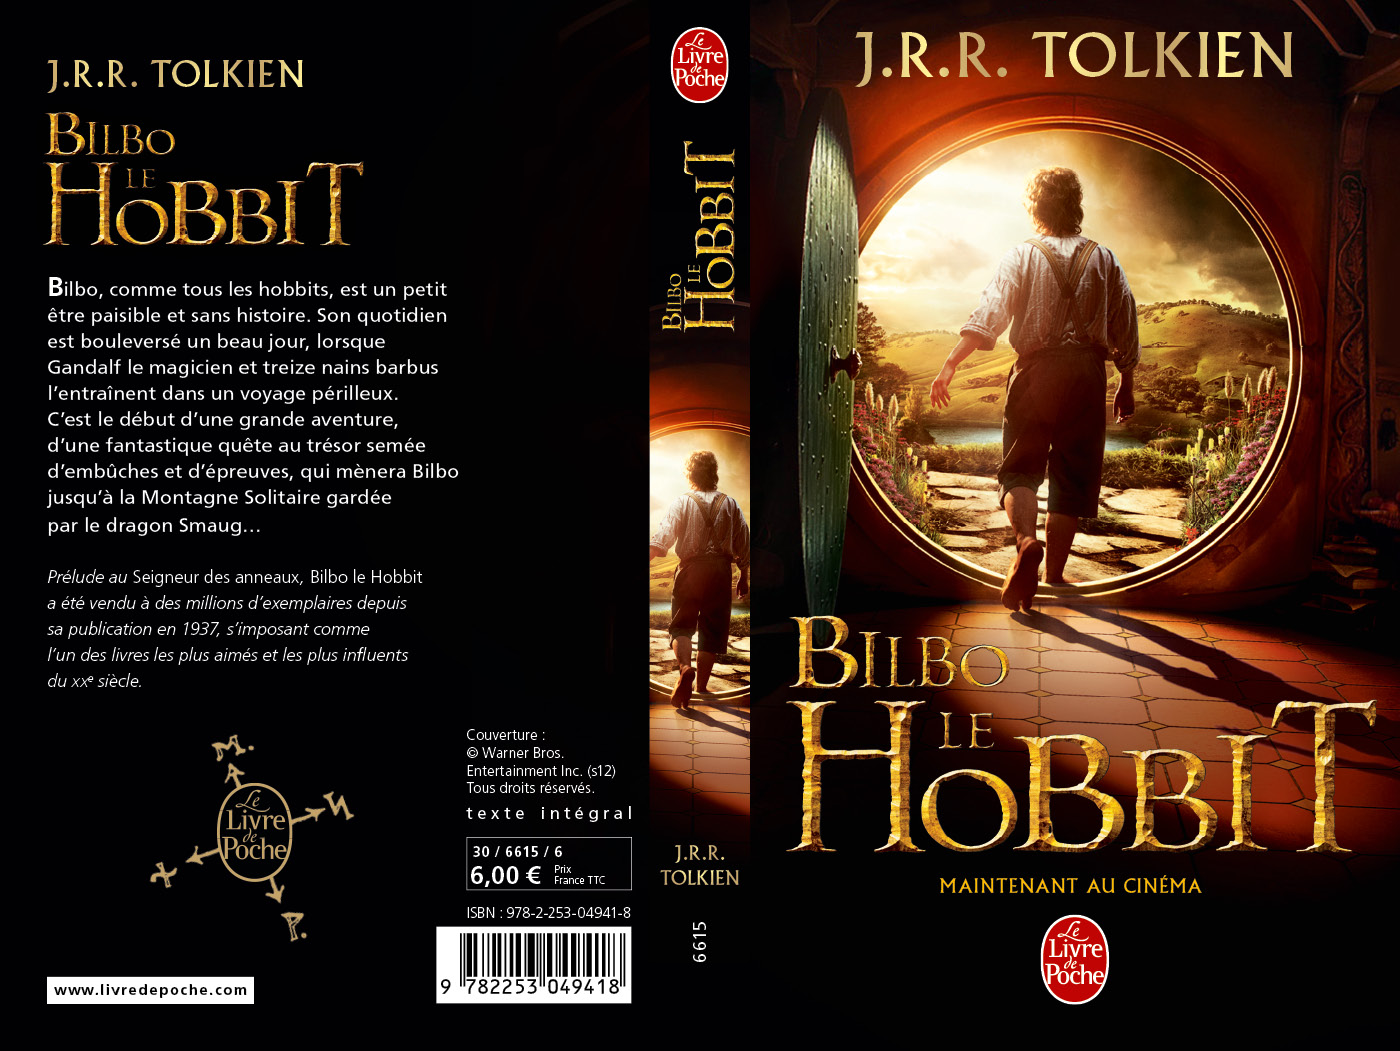 J.R.R. TOLKIEN
BILBO
LE
HOBBIT
Bilbo, comme tous les hobbits, est un petit
être paisible et sans histoire. Son quotidien
est bouleversé un beau jour, lorsque
Gandalf le magicien et treize nains barbus
l’entraînent dans un voyage périlleux.
C’est le début d’une grande aventure,
d’une fantastique quête au trésor semée
d’embûches et d’épreuves, qui mènera Bilbo
jusqu’à la Montagne Solitaire gardée
par le dragon Smaug…
Prélude au Seigneur des anneaux, Bilbo le Hobbit
a été vendu à des millions d’exemplaires depuis
sa publication en 1937, s’imposant comme
l’un des livres les plus aimés et les plus influents
du XXe siècle.
M.
Le
Livre
de
Poche
P.
www.livredepoche.com
Couverture :
© Warner Bros.
Entertainment Inc. (s12)
Tous droits réservés.
texte intégral
30 / 6615 / 6
6,00 € Prix
France TTC
ISBN : 978-2-253-04941-8
9 782253 049418
Le
Livre
de
Poche
BILBO
LE
HOBBIT
J.R.R.
TOLKIEN
6615
J.R.R. TOLKIEN
BILBO
LE
HOBBIT
MAINTENANT AU CINÉMA
Le
Livre
de
Poche